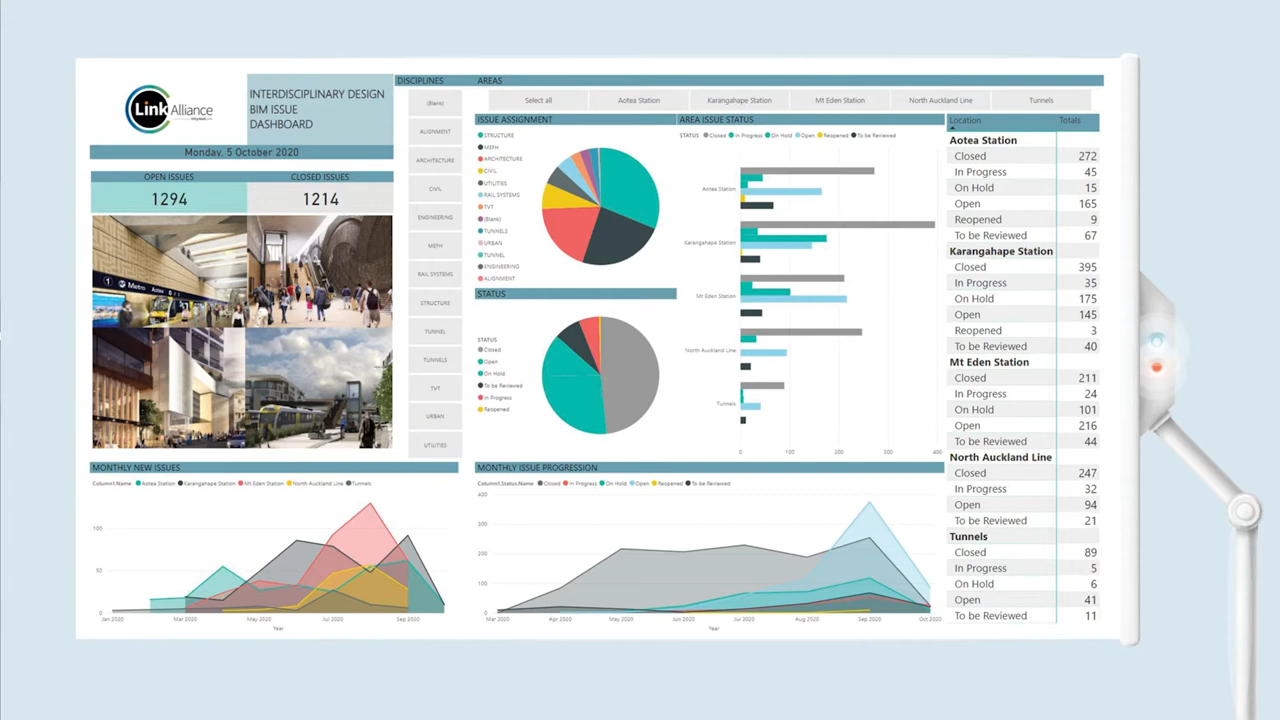 Link Alliance
INTERDISCIPLINARY DESIGN
BIM ISSUE
DASHBOARD
Monday, 5 October 2020
OPEN ISSUES
1294
CLOSED ISSUES
1214
1 Metro Aotea
DISCIPLINES
(Blank)
ALIGNMENT
ARCHITECTURE
CIVIL
ENGINEERING
MEFH
RAIL SYSTEMS
STRUCTURE
TUNNEL
TUNNELS
TVT
URBAN
UTILITIES
AREAS
Select all
Aotea Station
Karangahape Station
Mt Eden Station
North Auckland Line
Tunnels
ISSUE ASSIGNMENT
STRUCTURE
MEFH
ARCHITECTURE
CIVIL
UTILITIES
RAIL SYSTEMS
TVT
(Blank)
TUNNELS
URBAN
TUNNEL
ENGINEERING
ALIGNMENT
STATUS
STATUS
Closed
Open
On Hold
To be Reviewed
In Progress
Reopened
AREA ISSUE STATUS
STATUS Closed In Progress On Hold Open Reopened To be Reviewed
Aotea Station
Karangahape Station
Mt Eden Station
North Auckland Line
Tunnels
0 100 200 300 400
Location Totals
Aotea Station
Closed 272
In Progress 45
On Hold 15
Open 165
Reopened 9
To be Reviewed 67
Karangahape Station
Closed 395
In Progress 35
On Hold 175
Open 145
Reopened 3
To be Reviewed 40
Mt Eden Station
Closed 211
In Progress 24
On Hold 101
Open 216
To be Reviewed 44
North Auckland Line
Closed 247
In Progress 32
Open 94
To be Reviewed 21
Tunnels
Closed 89
In Progress 5
On Hold 6
Open 41
To be Reviewed 11
MONTHLY NEW ISSUES
Column1.Name Aotea Station Karangahape Station Mt Eden Station North Auckland Line Tunnels
100
50
0
Jan 2020 Mar 2020 May 2020 Jul 2020 Sep 2020
Year
MONTHLY ISSUE PROGRESSION
Column1.Status.Name Closed In Progress On Hold Open Reopened To be Reviewed
400
300
200
100
0
Mar 2020 Apr 2020 May 2020 Jun 2020 Jul 2020 Aug 2020 Sep 2020 Oct 2020
Year